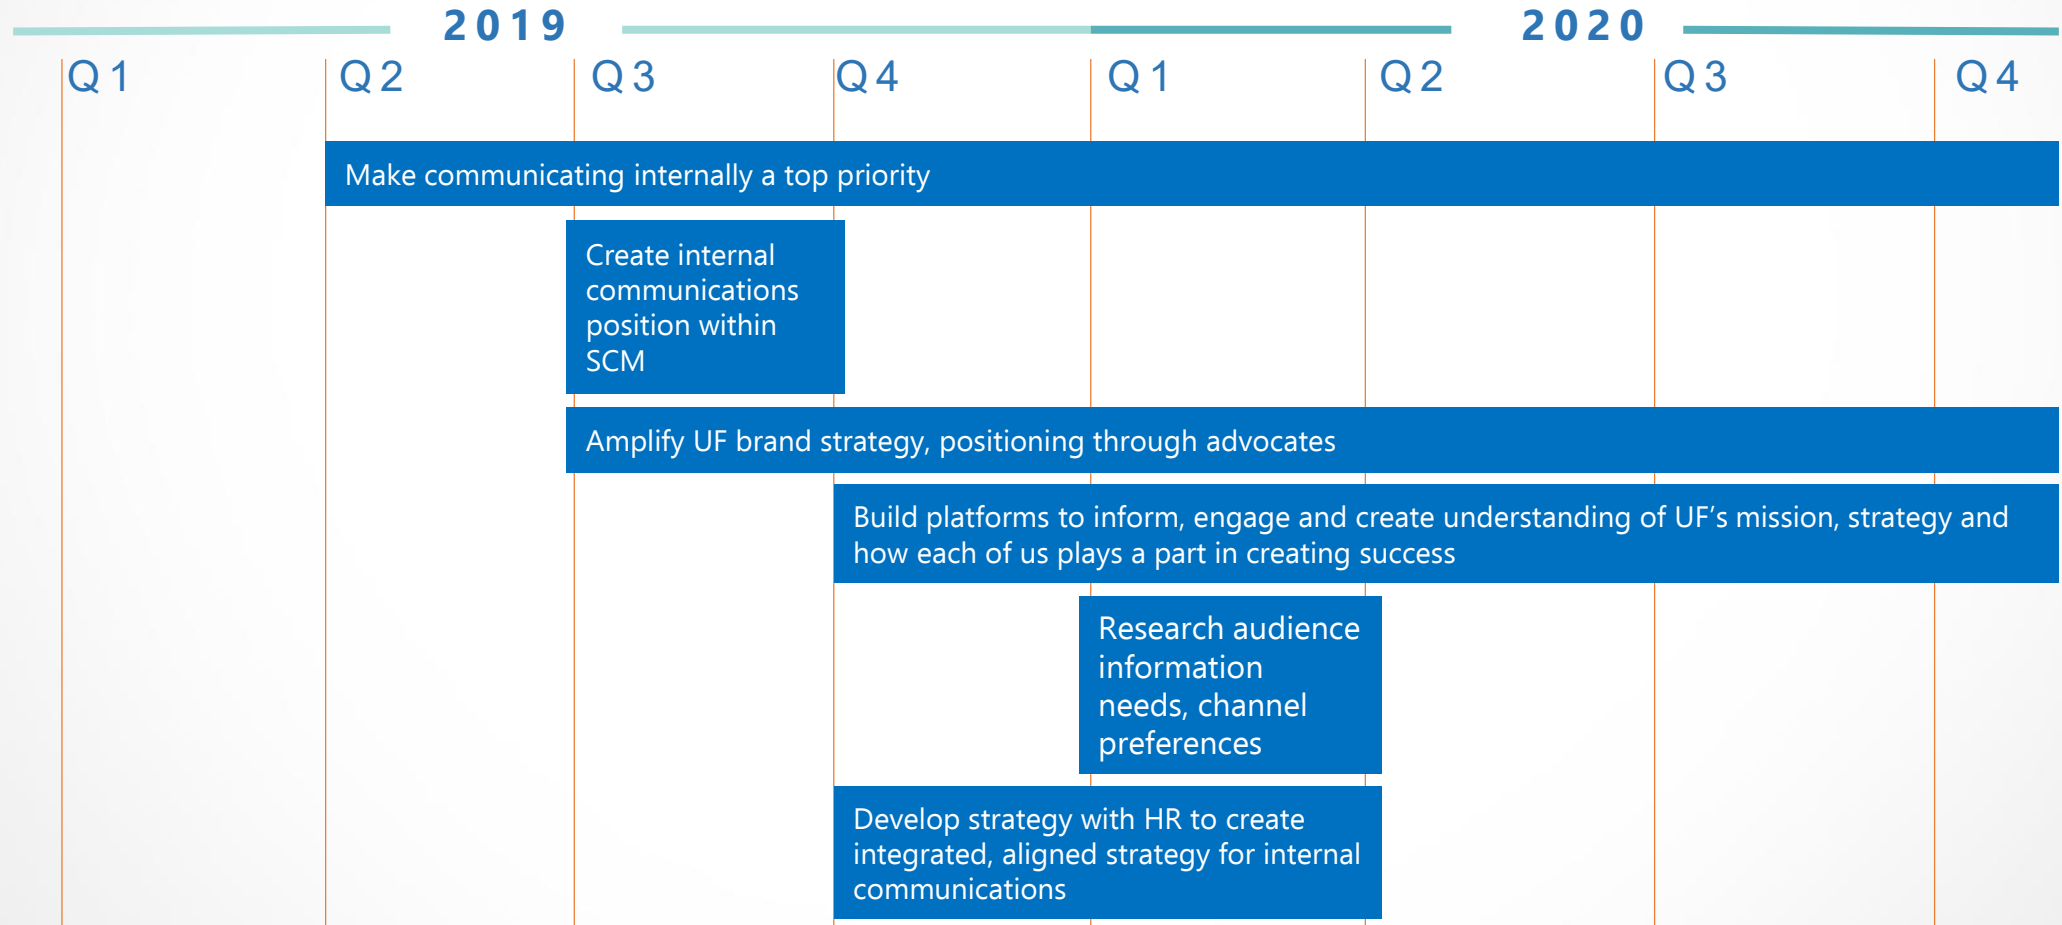 2019 2020
Q1 Q2 Q3 Q4 Q1 Q2 Q3 Q4
Make communicating internally a top priority
Create internal
communications
position within
SCM
Amplify UF brand strategy, positioning through advocates
Build platforms to inform, engage and create understanding of UF’s mission, strategy and
how each of us plays a part in creating success
Research audience
information
needs, channel
preferences
Develop strategy with HR to create
integrated, aligned strategy for internal
communications